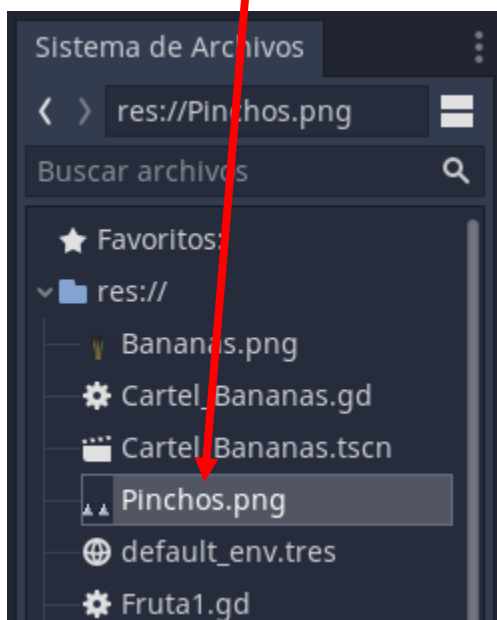 Sistema de Archivos
res://Pinchos.png
Buscar archivos
Favoritos:
res://
Bananas.png
Cartel_Bananas.gd
Cartel_Bananas.tscn
Pinchos.png
default_env.tres
Fruta1.gd